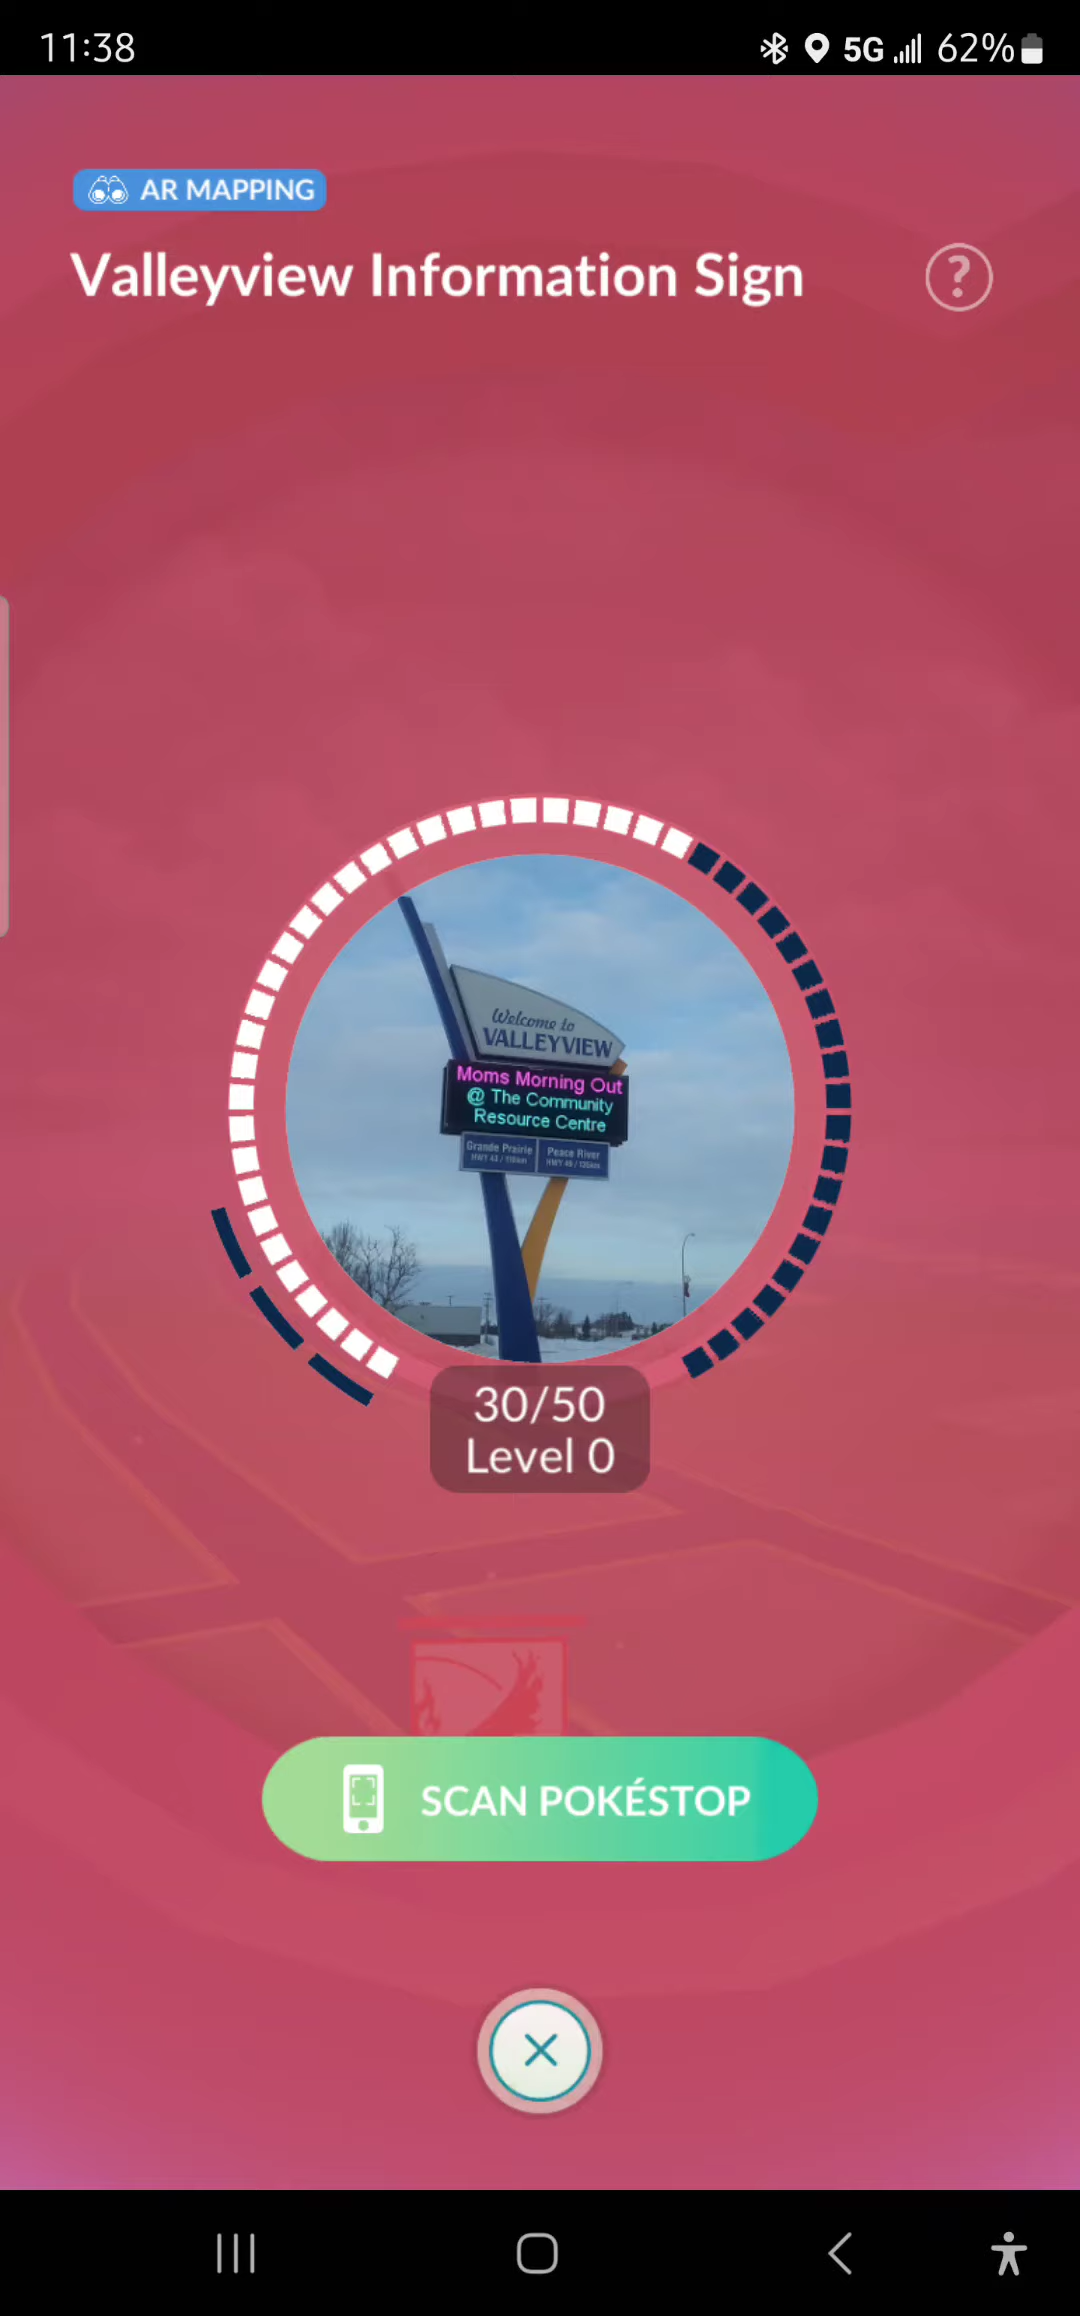 11:38
5G 62%
AR MAPPING
Valleyview Information Sign
?
Welcome to
VALLEYVIEW
Moms Morning Out
@ The Community
Resource Centre
Grande Prairie
Peace River
30/50
Level 0
SCAN POKÉSTOP